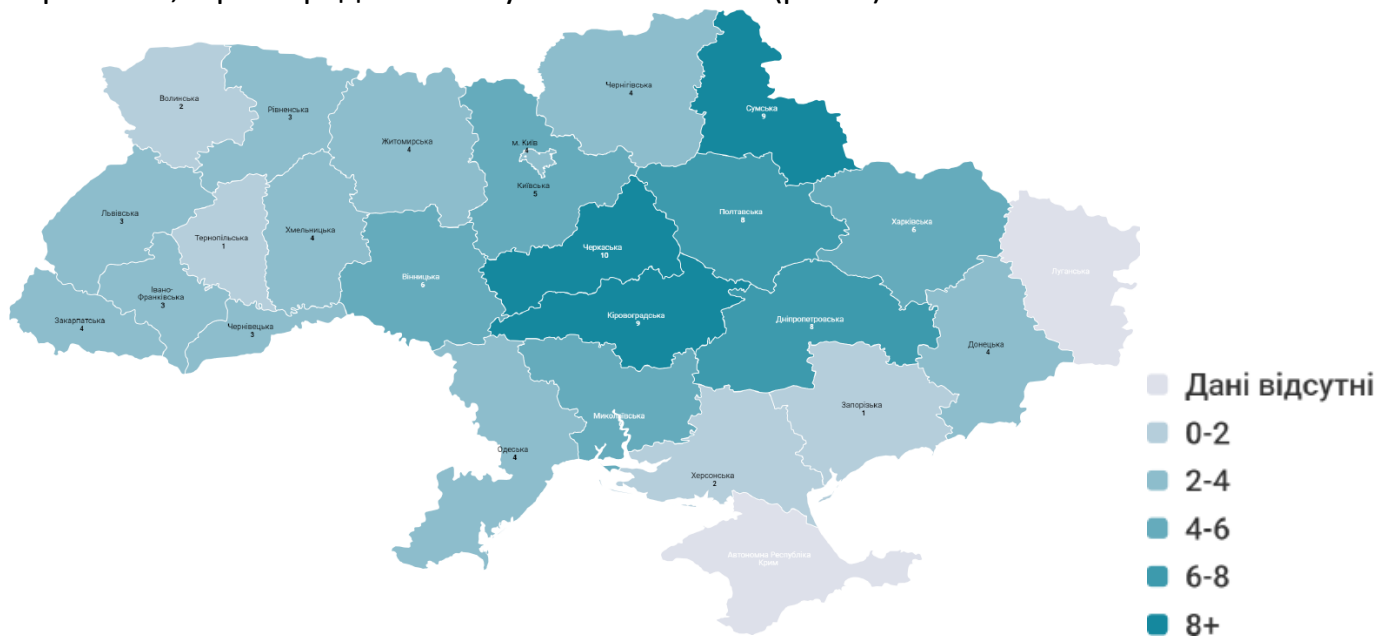 Волинська
2
Рівненська
3
Житомирська
4
м. Київ
4
Київська
5
Чернігівська
4
Сумська
9
Львівська
3
Тернопільська
1
Хмельницька
4
Вінницька
6
Черкаська
10
Полтавська
8
Харківська
6
Луганська
Закарпатська
4
Івано-
Франківська
3
Чернівецька
3
Кіровоградська
9
Дніпропетровська
8
Донецька
4
Одеська
4
Миколаївська
Запорізька
1
Херсонська
2
Автономна Республіка
Крим
Дані відсутні
0-2
2-4
4-6
6-8
8+